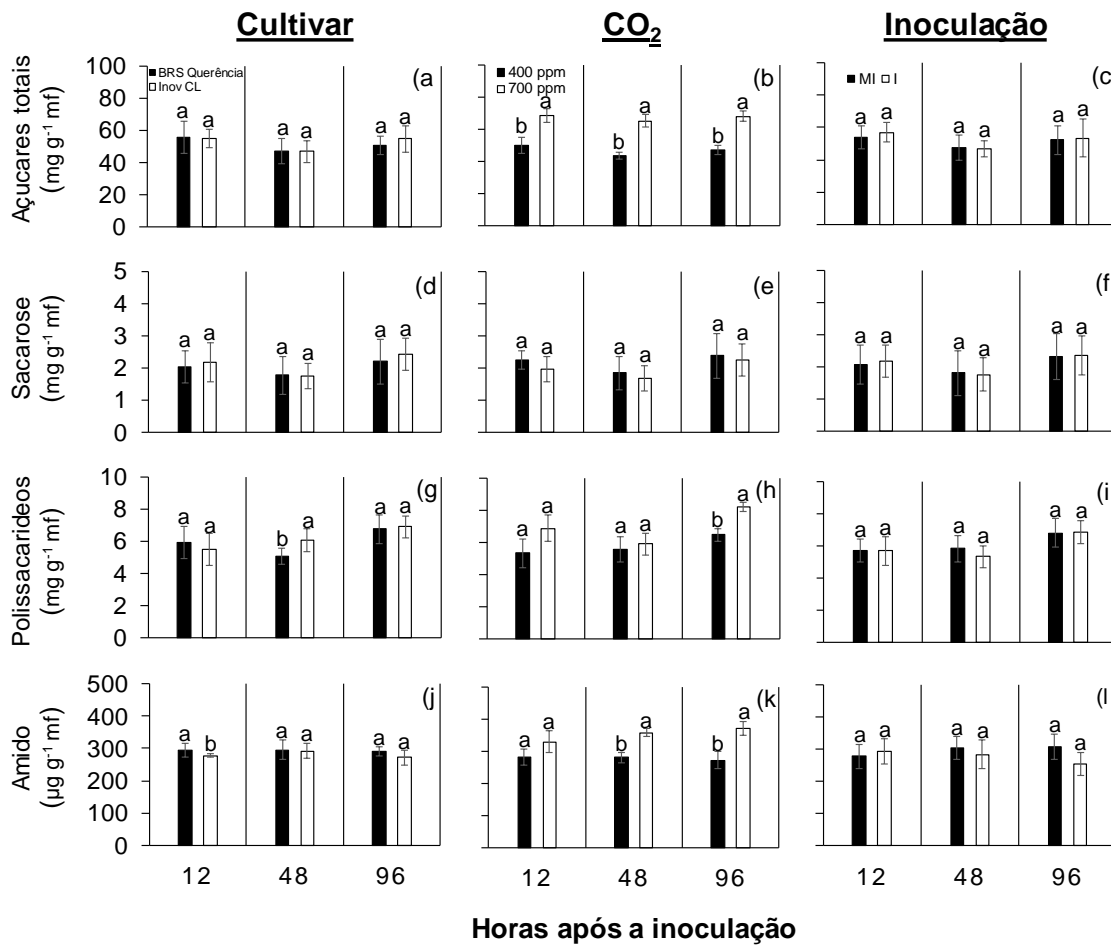 Cultivar
CO2
Inoculação
Açucares totais
(mg g-1 mf)
100
80
60
40
20
0
BRS Querência
Inov CL
(a
a a a a a a
400 ppm
700 ppm
(b
b a b a b a
MI I
(c
a a a a a a
Sacarose
(mg g-1 mf)
5
4
3
2
1
0
(d
a a a a a a
(e
a a a a a a
(f
a a a a a a
Polissacarideos
(mg g-1 mf)
10
8
6
4
2
0
(g
a a b a a a
(h
a a a a b a
(i
a a a a a a
Amido
(µg g-1 mf)
500
400
300
200
100
0
(j
a b a a a a
(k
a a b a b a
(l
a a a a a a
12 48 96
12 48 96
12 48 96
Horas após a inoculação